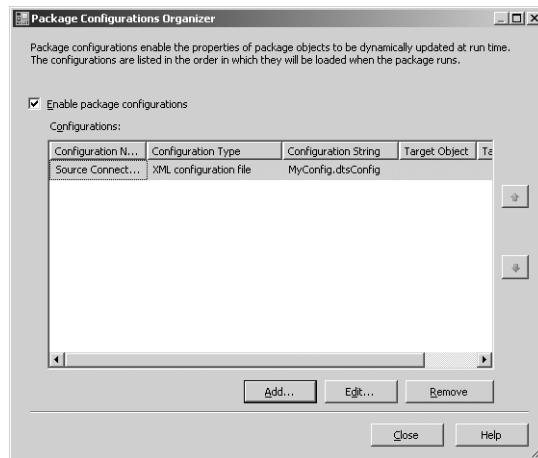 Package Configurations Organizer
Package configurations enable the properties of package objects to be dynamically updated at run time.
The configurations are listed in the order in which they will be loaded when the package runs.
Enable package configurations
Configurations:
Configuration N... Configuration Type Configuration String Target Object Ta
Source Connect... XML configuration file MyConfig.dtsConfig
Add... Edit... Remove
Close Help